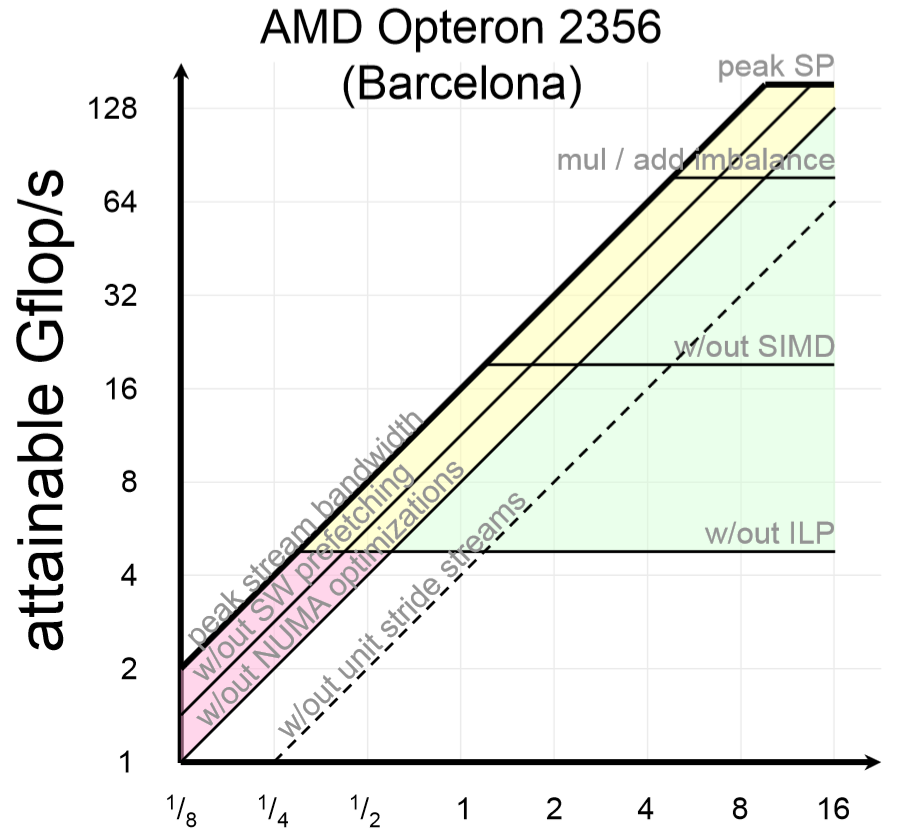 AMD Opteron 2356
(Barcelona)
attainable Gflop/s
128
64
32
16
8
4
2
1
peak SP
mul / add imbalance
w/out SIMD
w/out ILP
peak stream bandwidth
w/out SW prefetching
w/out NUMA optimizations
w/out unit stride streams
1/8 1/4 1/2 1 2 4 8 16